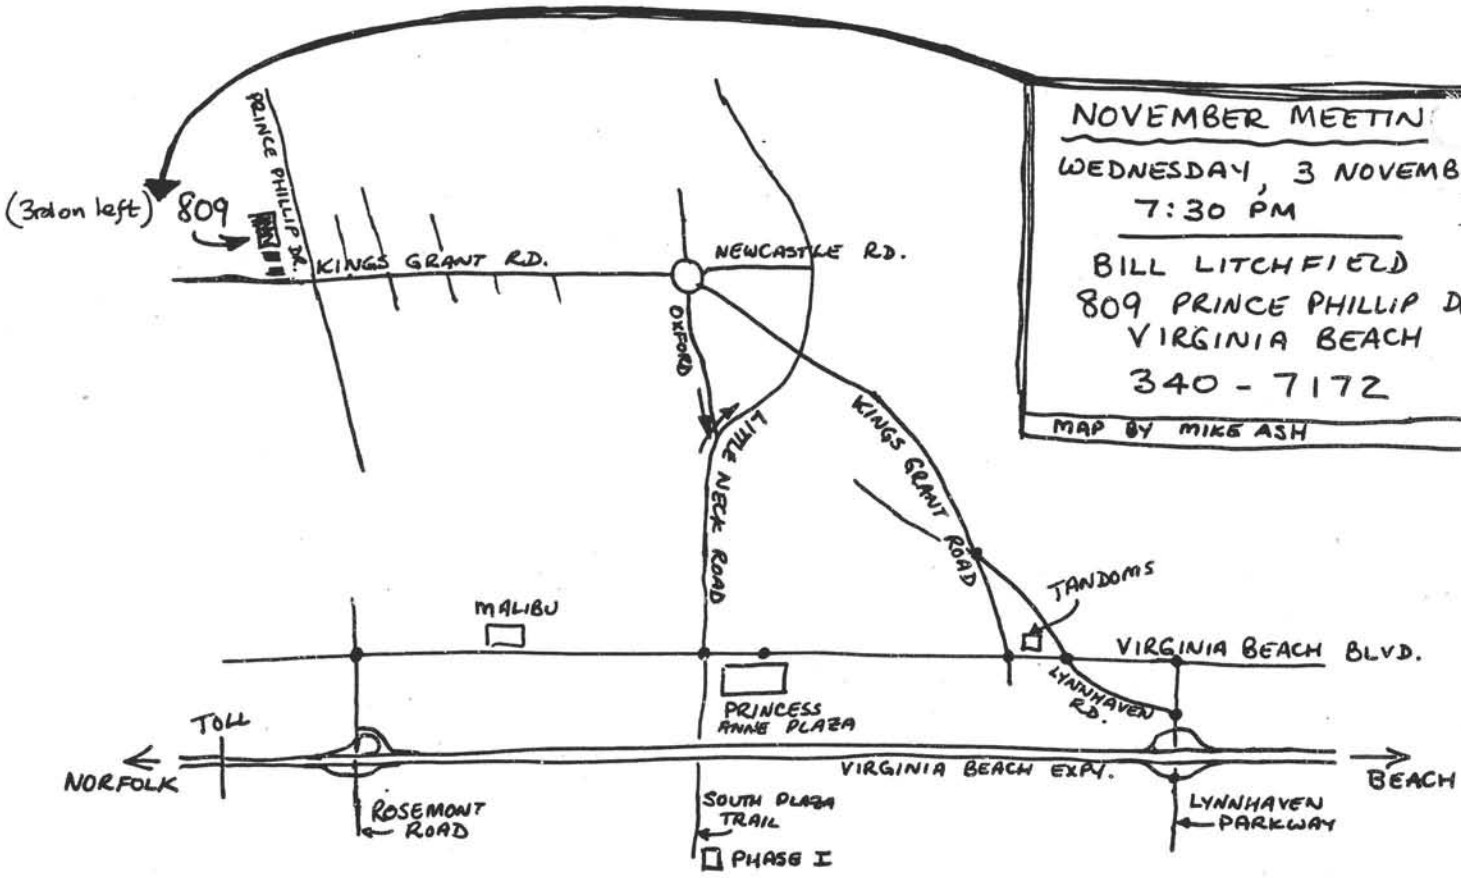 NOVEMBER MEETIN
WEDNESDAY, 3 NOVEMB
7:30 PM
BILL LITCHFIELD
809 PRINCE PHILLIP D
VIRGINIA BEACH
340-7172
MAP BY MIKE ASH
PRINCE PHILLIP DR.
(3rd on left)
809
KINGS GRANT RD.
NEWCASTLE RD.
OXFORD
LITTLE NECK ROAD
KINGS GRANT ROAD
TANDOMS
MALIBU
VIRGINIA BEACH BLVD.
LYNNHAVEN
RD.
PRINCESS
ANNE PLAZA
TOLL
NORFOLK
VIRGINIA BEACH EXPY.
BEACH
ROSEMONT
ROAD
SOUTH PLAZA
TRAIL
PHASE I
LYNNHAVEN
PARKWAY